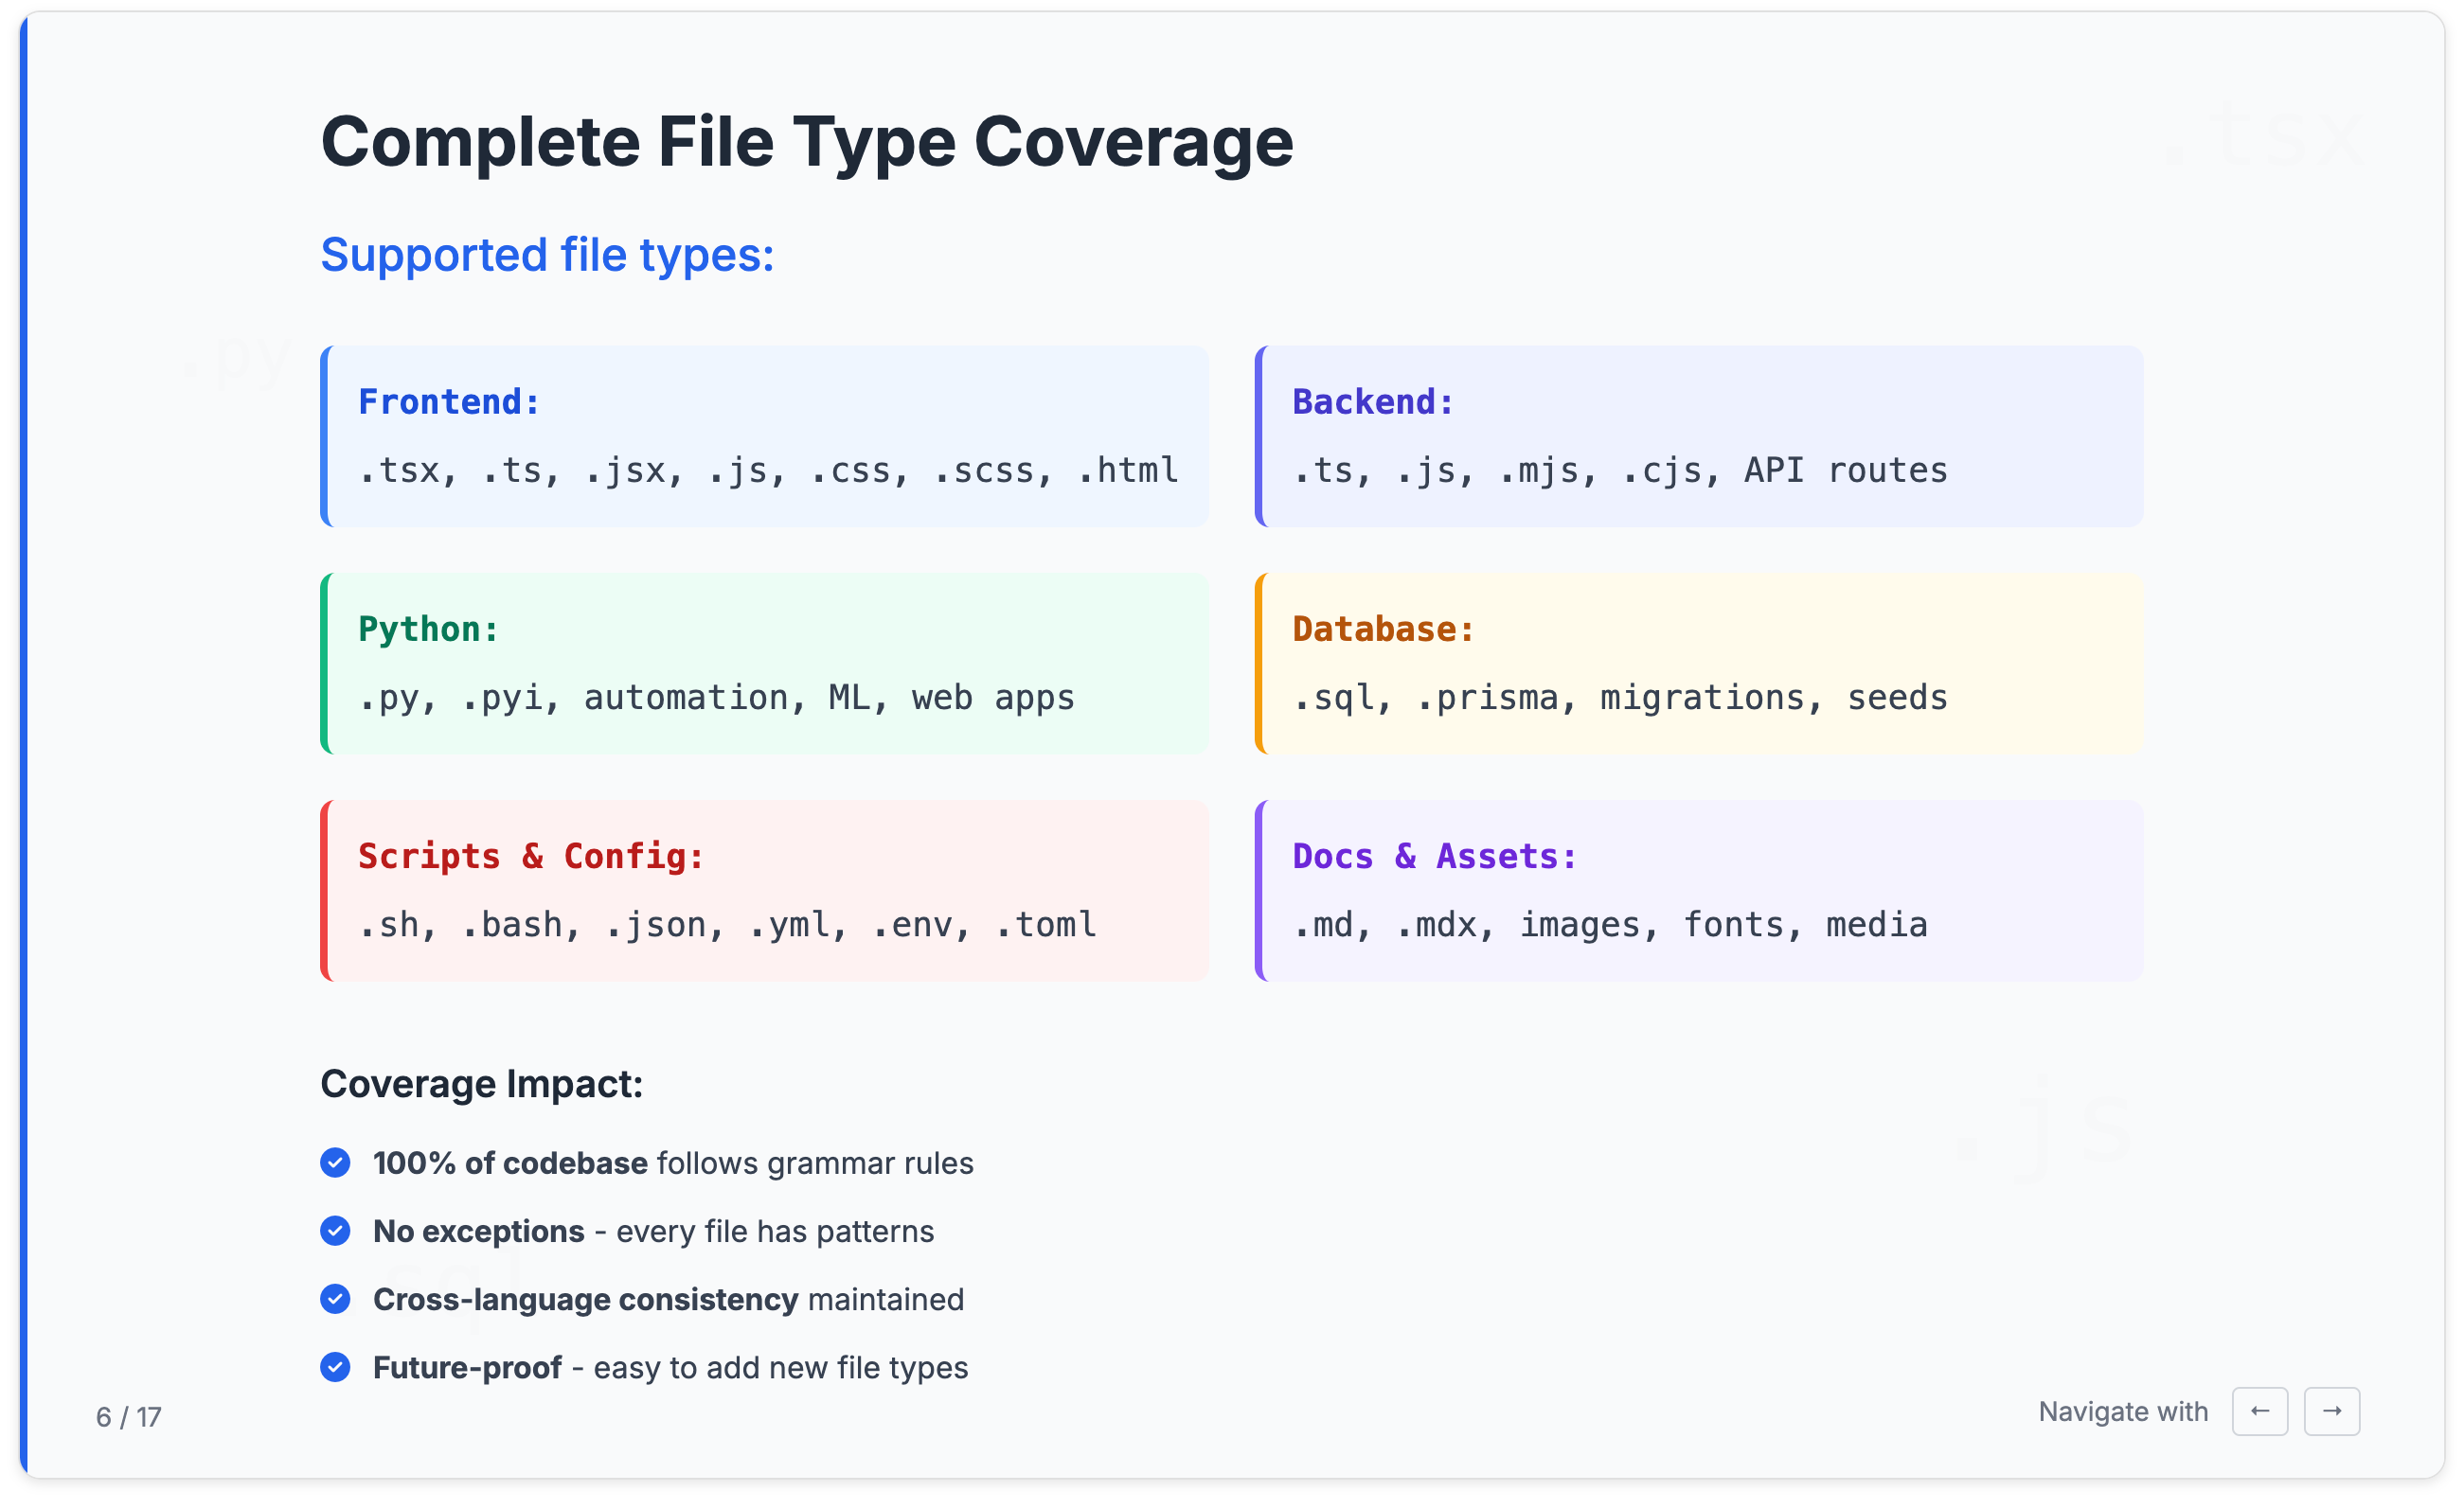 Complete File Type Coverage
.tsx
Supported file types:
.py
Frontend:
.tsx, .ts, .jsx, .js, .css, .scss, .html
Backend:
.ts, .js, .mjs, .cjs, API routes
Python:
.py, .pyi, automation, ML, web apps
Database:
.sql, .prisma, migrations, seeds
Scripts & Config:
.sh, .bash, .json, .yml, .env, .toml
Docs & Assets:
.md, .mdx, images, fonts, media
Coverage Impact:
.js
100% of codebase follows grammar rules
No exceptions - every file has patterns
sql
Cross-language consistency maintained
Future-proof - easy to add new file types
6 / 17
Navigate with ← →